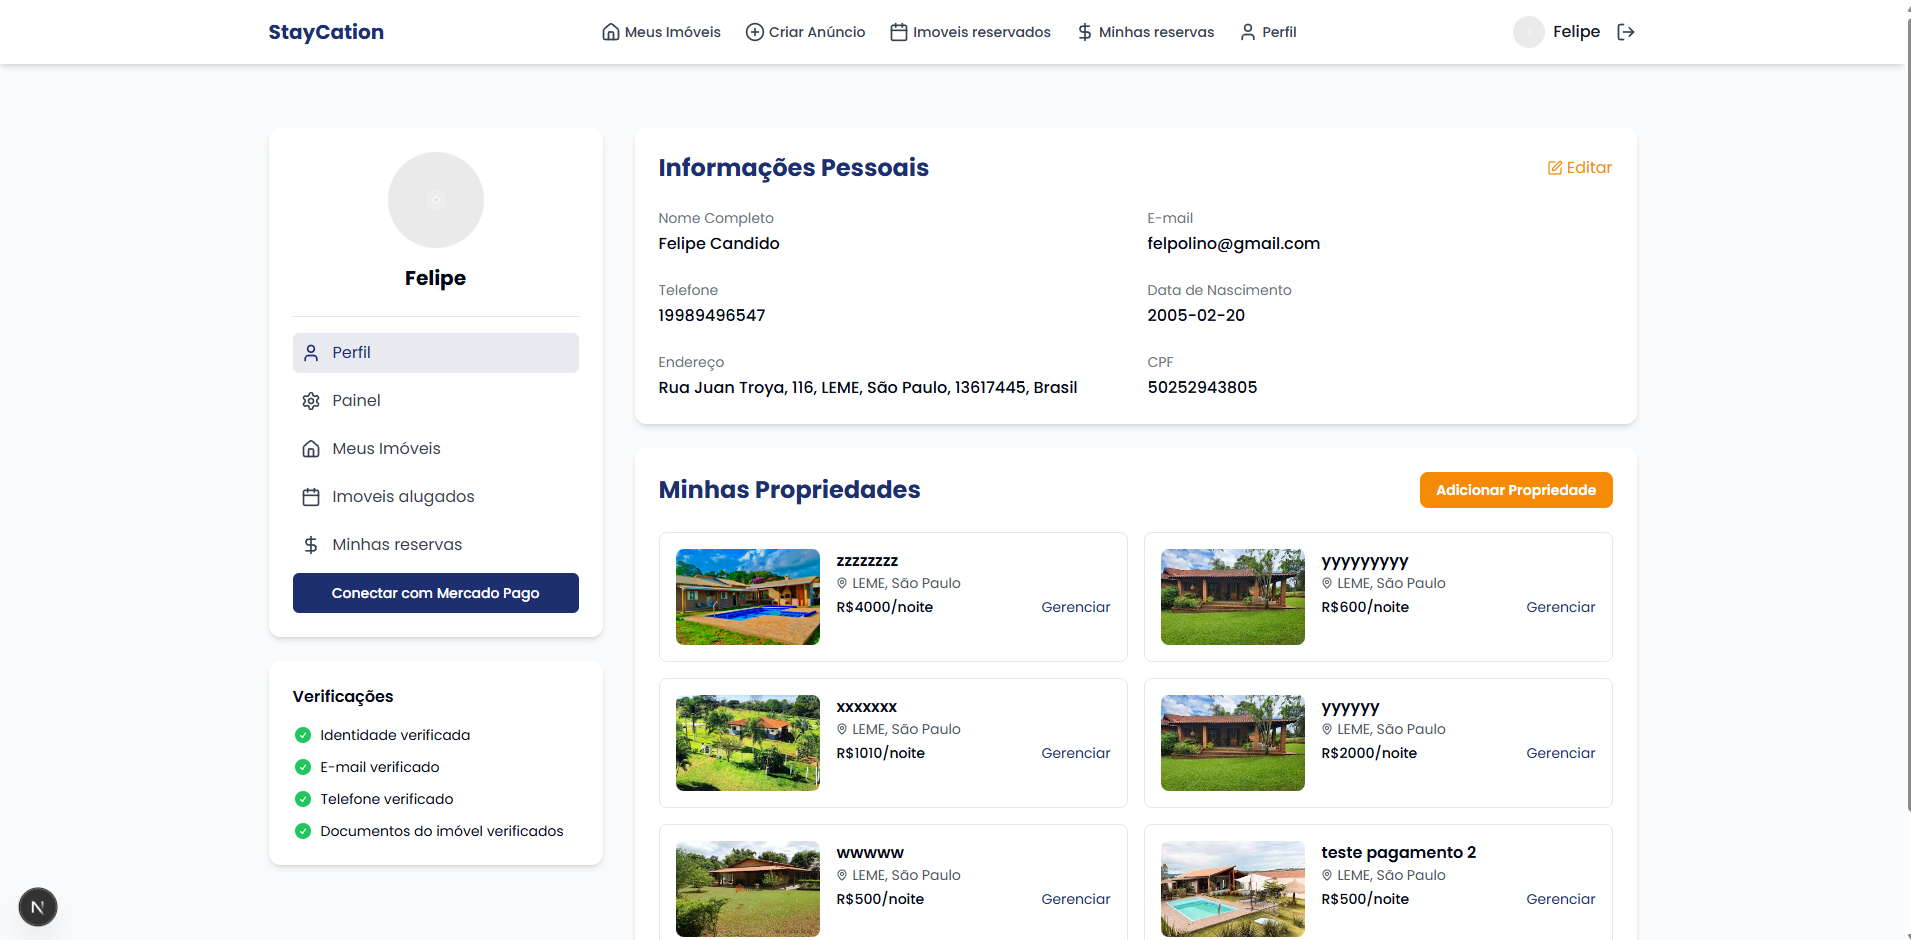 StayCation
Meus Imóveis
Criar Anúncio
Imoveis reservados
Minhas reservas
Perfil
Felipe
Felipe
Perfil
Painel
Meus Imóveis
Imoveis alugados
Minhas reservas
Conectar com Mercado Pago
Verificações
Identidade verificada
E-mail verificado
Telefone verificado
Documentos do imóvel verificados
N
Informações Pessoais
Editar
Nome Completo
Felipe Candido
E-mail
felpolino@gmail.com
Telefone
19989496547
Data de Nascimento
2005-02-20
Endereço
Rua Juan Troya, 116, LEME, São Paulo, 13617445, Brasil
CPF
50252943805
Minhas Propriedades
Adicionar Propriedade
zzzzzzzz
LEME, São Paulo
R$4000/noite
Gerenciar
yyyyyyyyy
LEME, São Paulo
R$600/noite
Gerenciar
xxxxxxx
LEME, São Paulo
R$1010/noite
Gerenciar
yyyyyy
LEME, São Paulo
R$2000/noite
Gerenciar
wwwww
LEME, São Paulo
R$500/noite
Gerenciar
teste pagamento 2
LEME, São Paulo
R$500/noite
Gerenciar